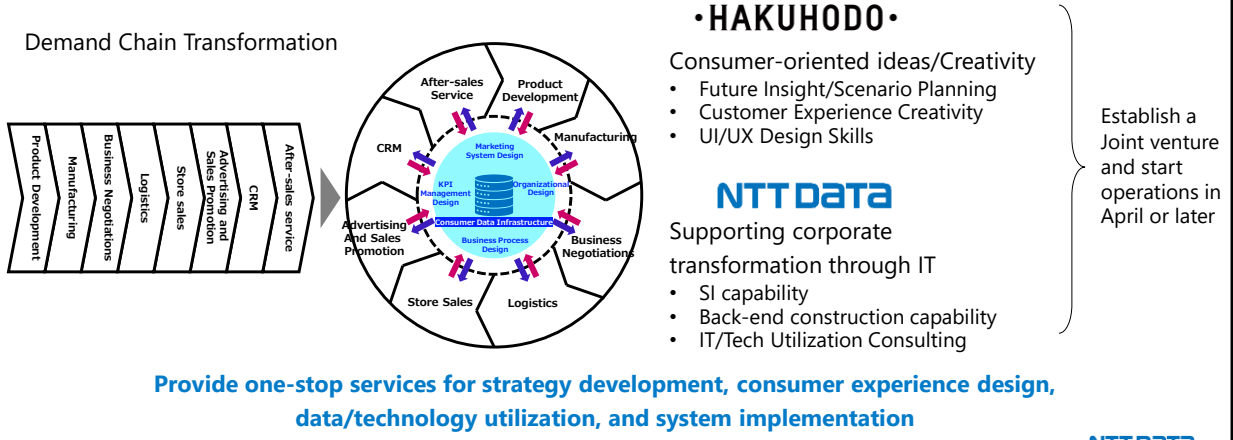 Demand Chain Transformation
Product Development
Manufacturing
Business Negotiations
Logistics
Store sales
Advertising and
Sales Promotion
CRM
After-sales service
After-sales
Service
Product
Development
Manufacturing
Business
Negotiations
Logistics
Store Sales
Advertising
And Sales
Promotion
CRM
Marketing
System Design
KPI
Management
Design
Organizational
Design
Consumer Data Infrastructure
Business Process
Design
·HAKUHODO·
Consumer-oriented ideas/Creativity
• Future Insight/Scenario Planning
• Customer Experience Creativity
• UI/UX Design Skills
NTT DATA
Supporting corporate
transformation through IT
• SI capability
• Back-end construction capability
• IT/Tech Utilization Consulting
Establish a
Joint venture
and start
operations in
April or later
Provide one-stop services for strategy development, consumer experience design,
data/technology utilization, and system implementation
NTT DATA